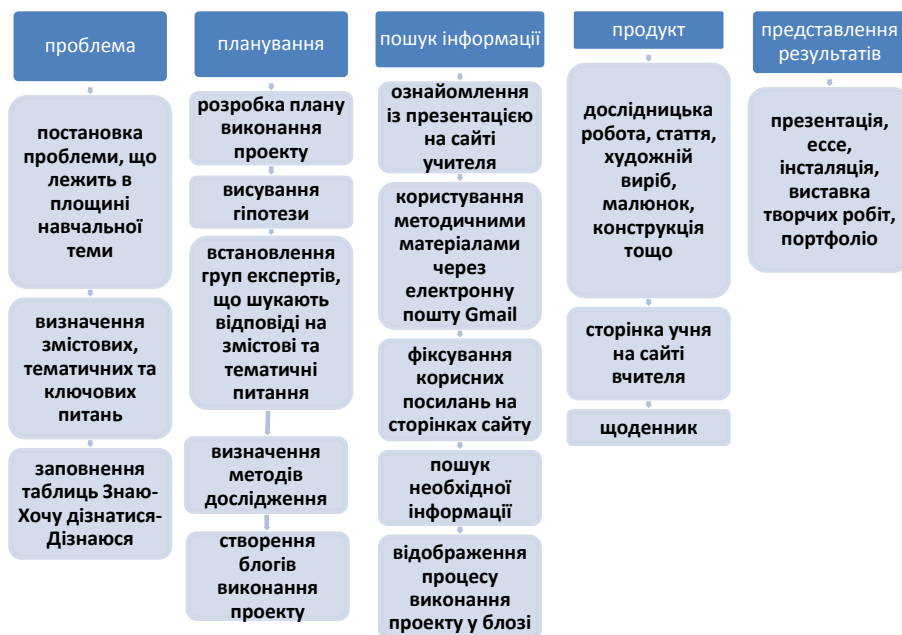 проблема
постановка
проблеми, що
лежить в
площині
навчальної
теми
визначення
змістових,
тематичних та
ключових
питань
заповнення
таблиць Знаю-
Хочу дізнатися-
Дізнаюся
планування
розробка плану
виконання
проекту
висування
гіпотези
встановлення
груп експертів,
що шукають
відповіді на
змістові та
тематичні
питання
визначення
методів
дослідження
створення
блогів
виконання
проекту
пошук інформації
ознайомлення
із презентацією
на сайті
учителя
користування
методичними
матеріалами
через
електронну
пошту Gmail
фіксування
корисних
посилань на
сторінках сайту
пошук
необхідної
інформації
відображення
процесу
виконання
проекту у блозі
продукт
дослідницька
робота, стаття,
художній
виріб,
малюнок,
конструкція
тощо
сторінка учня
на сайті
вчителя
щоденник
представлення
результатів
презентація,
ессе,
інсталяція,
виставка
творчих робіт,
портфоліо